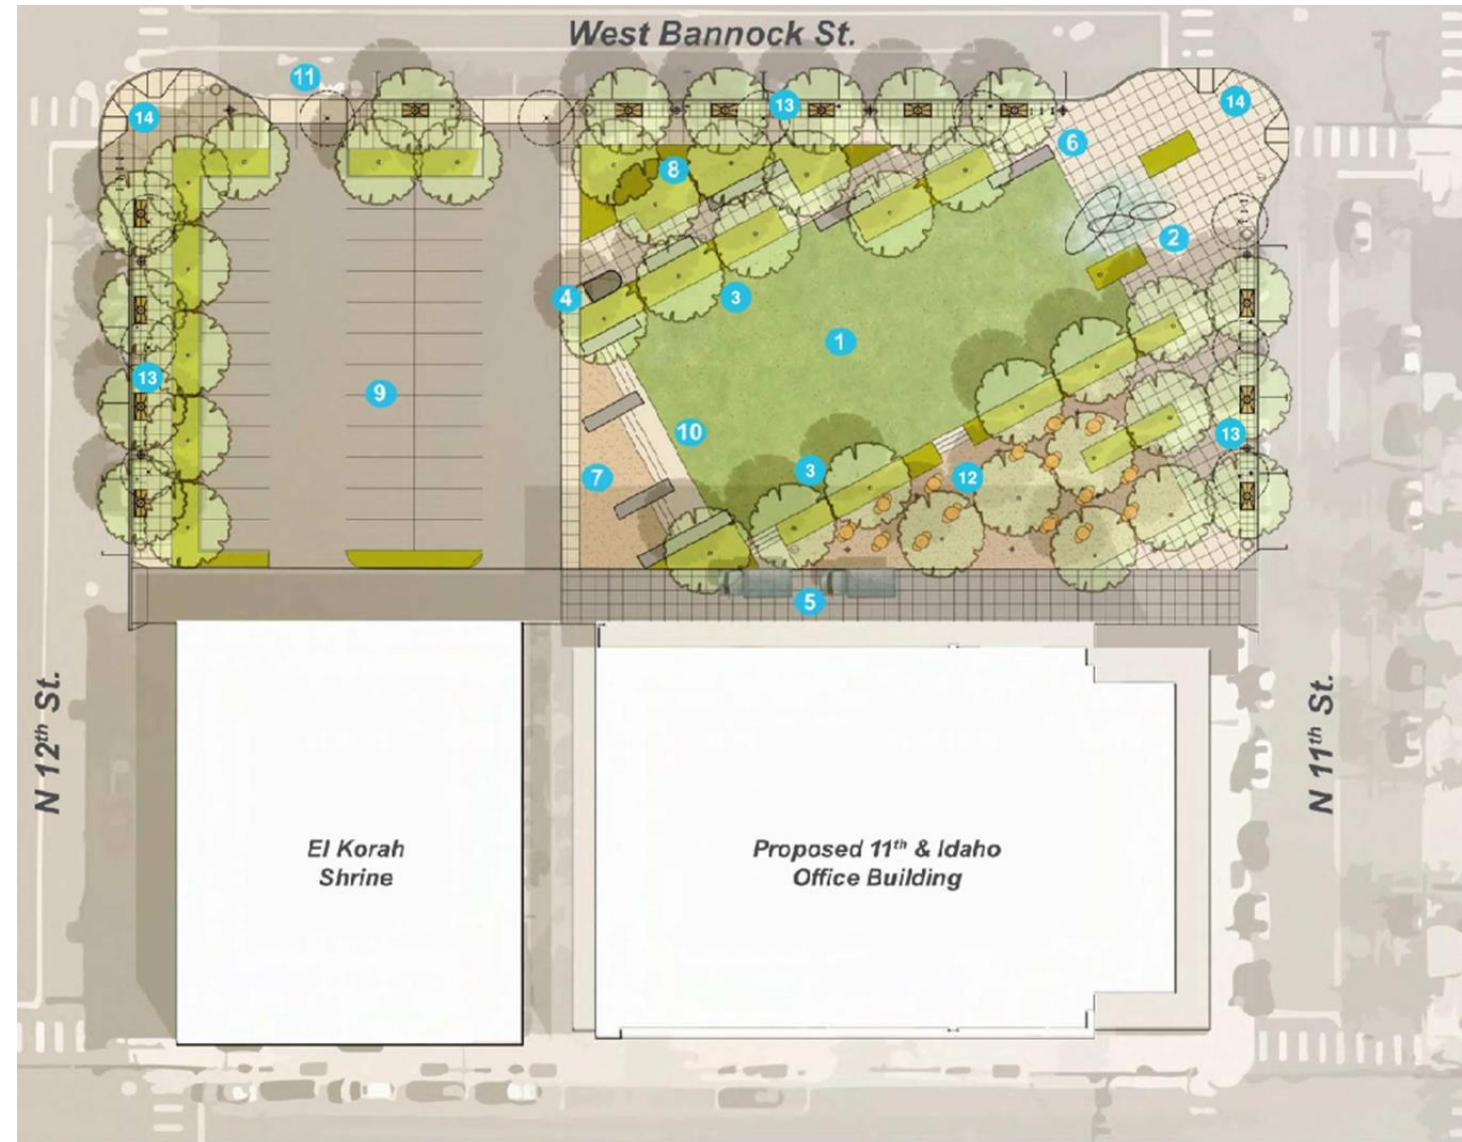 West Bannock St.
11
14
13
14
6
8
2
4
3
1
13
9
10
13
3
7
12
5
N 12th St.
N 11th St.
El Korah
Shrine
Proposed 11th & Idaho
Office Building